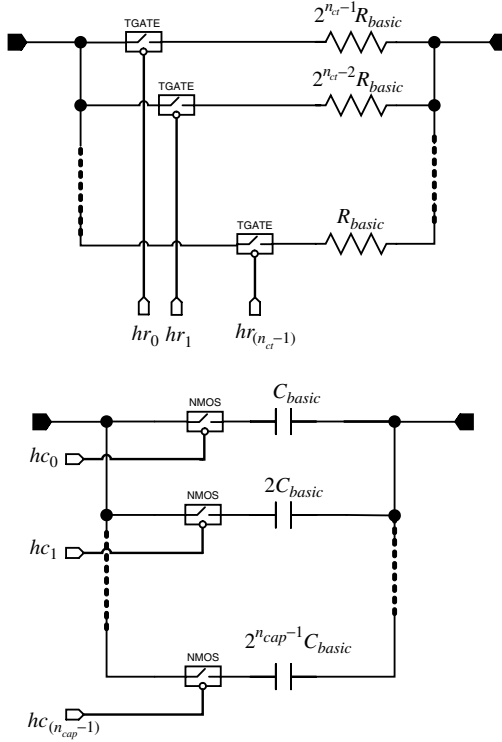 TGATE
2^{n_{ct}-1}R_{basic}
TGATE
2^{n_{ct}-2}R_{basic}
TGATE
R_{basic}
hr_0 hr_1 hr_{(n_{ct}-1)}
NMOS
C_{basic}
hc_0
NMOS
2C_{basic}
hc_1
NMOS
2^{n_{cap}-1}C_{basic}
hc_{(n_{cap}-1)}